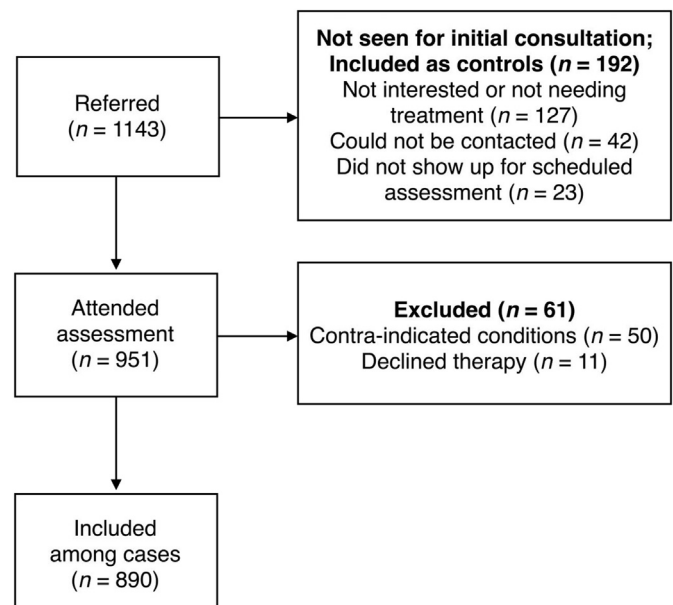 Referred
(n = 1143)
Not seen for initial consultation;
Included as controls (n = 192)
Not interested or not needing
treatment (n = 127)
Could not be contacted (n = 42)
Did not show up for scheduled
assessment (n = 23)
Attended
assessment
(n = 951)
Excluded (n = 61)
Contra-indicated conditions (n = 50)
Declined therapy (n = 11)
Included
among cases
(n = 890)